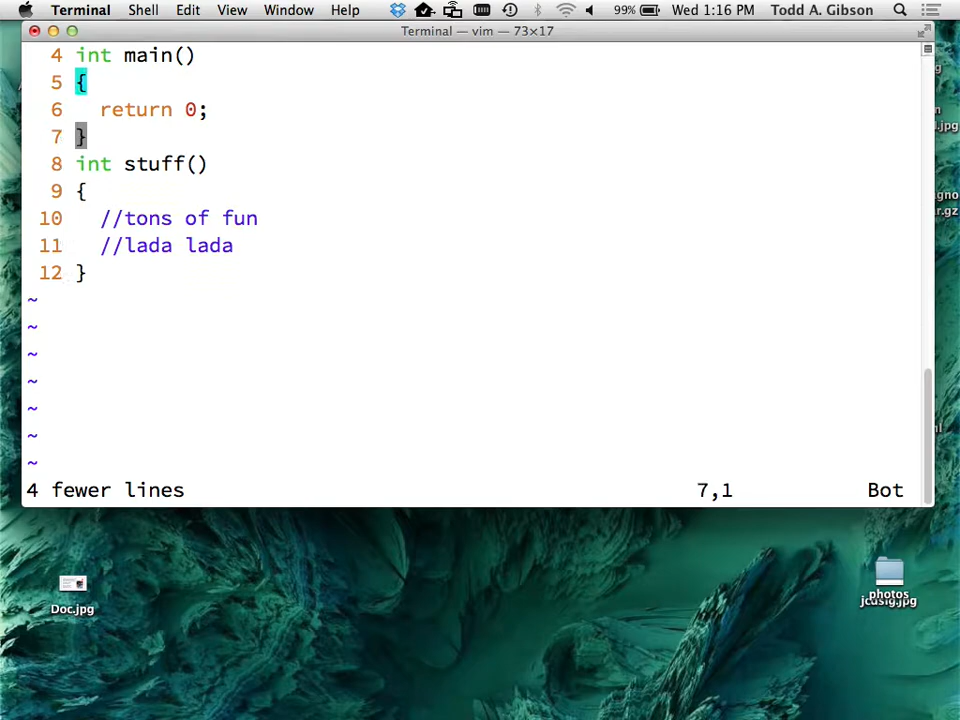 Terminal Shell Edit View Window Help 99% Wed 1:16 PM Todd A. Gibson
Terminal — vim — 73×17
4 int main()
5 {
6 return 0;
7 }
8 int stuff()
9 {
10 //tons of fun
11 //lada lada
12 }
~
~
~
~
~
~
~
4 fewer lines 7,1 Bot
Doc.jpg
photos
jcdsig.jpg